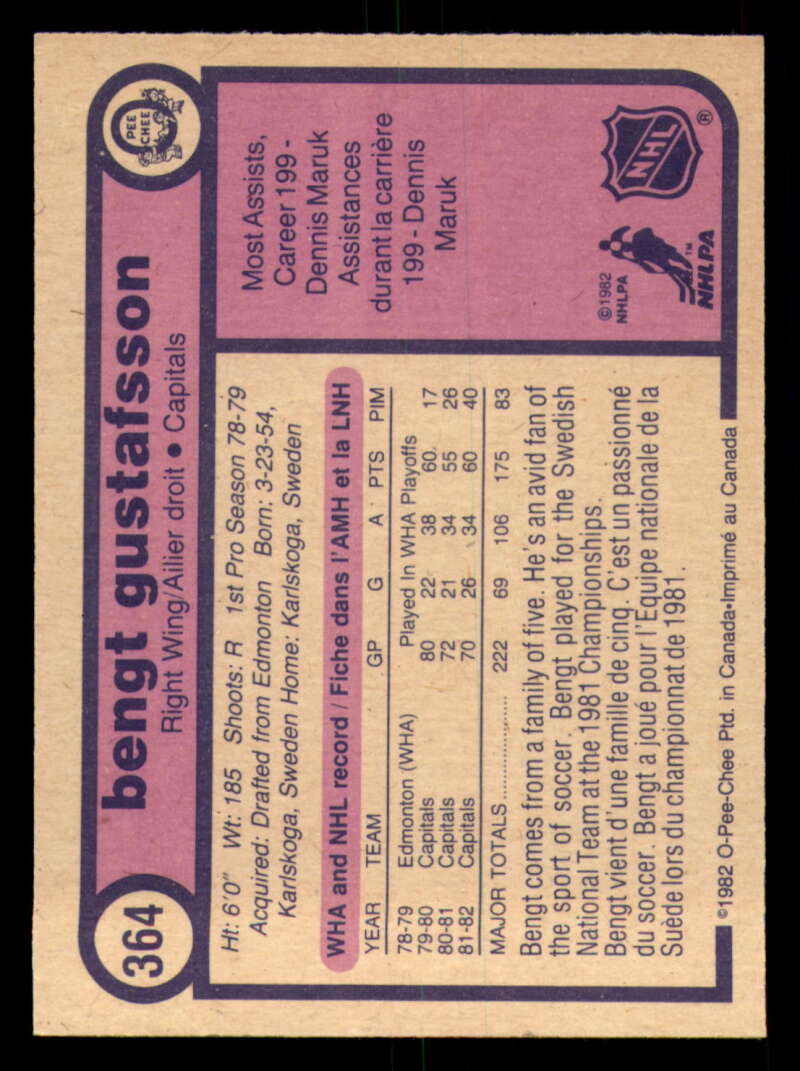 364
bengt gustafsson
PEE
CHEE
Right Wing/Ailier droit • Capitals
Ht: 6'0" Wt: 185 Shoots: R 1st Pro Season 78-79
Acquired: Drafted from Edmonton Born: 3-23-54,
Karlskoga, Sweden Home: Karlskoga, Sweden
WHA and NHL record / Fiche dans l'AMH et la LNH
YEAR TEAM GP G A PTS PIM
78-79 Edmonton (WHA) Played In WHA Playoffs
79-80 Capitals 80 22 38 60. 17
80-81 Capitals 72 21 34 55 26
81-82 Capitals 70 26 34 60 40
MAJOR TOTALS .................. 222 69 106 175 83
Bengt comes from a family of five. He's an avid fan of
the sport of soccer. Bengt played for the Swedish
National Team at the 1981 Championships.
Bengt vient d'une famille de cinq. C'est un passionné
du soccer. Bengt a joué pour l'Equipe nationale de la
Suède lors du championnat de 1981.
©1982 O-Pee-Chee Ptd. in Canada•Imprimé au Canada
Most Assists,
Career 199 -
Dennis Maruk
Assistances
durant la carrière
199 - Dennis
Maruk
©1982
NHLPA
TM
NHLPA
NHL
®